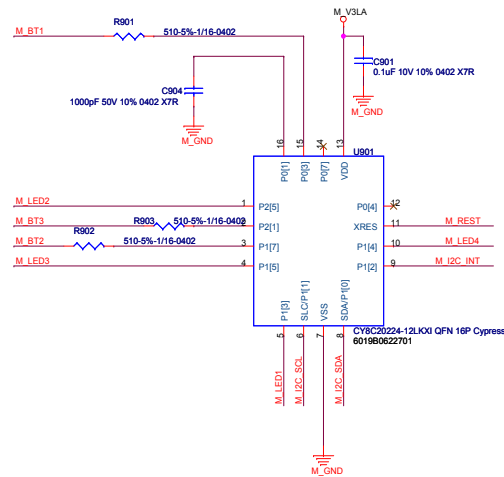 M_V3LA
M_BT1
R901
510-5%-1/16-0402
C901
0.1uF 10V 10% 0402 X7R
C904
1000pF 50V 10% 0402 X7R
M_GND
M_GND
16
15
14
13
U901
P0[1]
P0[3]
P0[7]
VDD
M_LED2
1
P2[5]
P0[4]
12
M_BT3
R903
510-5%-1/16-0402
2
P2[1]
XRES
11
M_REST
M_BT2
R902
510-5%-1/16-0402
3
P1[7]
P1[4]
10
M_LED4
M_LED3
4
P1[5]
P1[2]
9
M_I2C_INT
P1[3]
SLC/P1[1]
VSS
SDA/P1[0]
CY8C20224-12LKXI QFN 16P Cypress
6019B0622701
5
6
7
8
M_LED1
M_I2C_SCL
M_I2C_SDA
M_GND